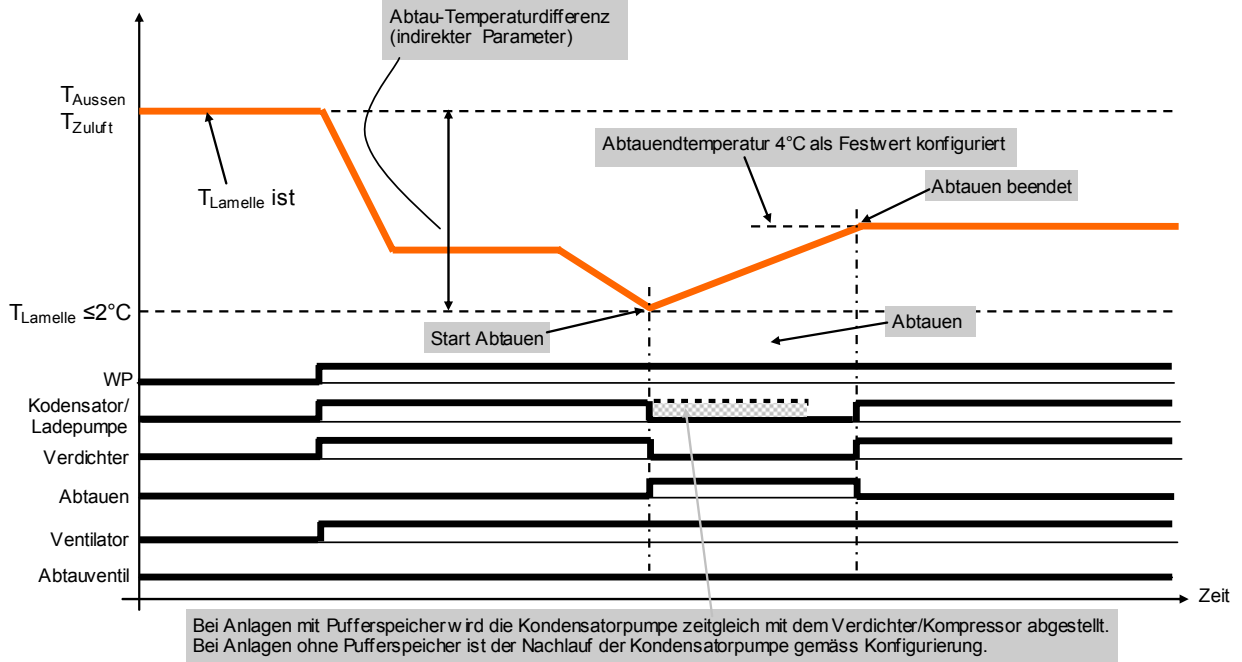 Abtau-Temperaturdifferenz
(indirekter Parameter)
TAussen
TZuluft
Abtauendtemperatur 4°C als Festwert konfiguriert
Abtauen beendet
TLamelle ist
TLamelle ≤2°C
Start Abtauen
Abtauen
WP
Kodensator/
Ladepumpe
Verdichter
Abtauen
Ventilator
Abtauventil
Zeit
Bei Anlagen mit Pufferspeicher wird die Kondensatorpumpe zeitgleich mit dem Verdichter/Kompressor abgestellt.
Bei Anlagen ohne Pufferspeicher ist der Nachlauf der Kondensatorpumpe gemäss Konfigurierung.